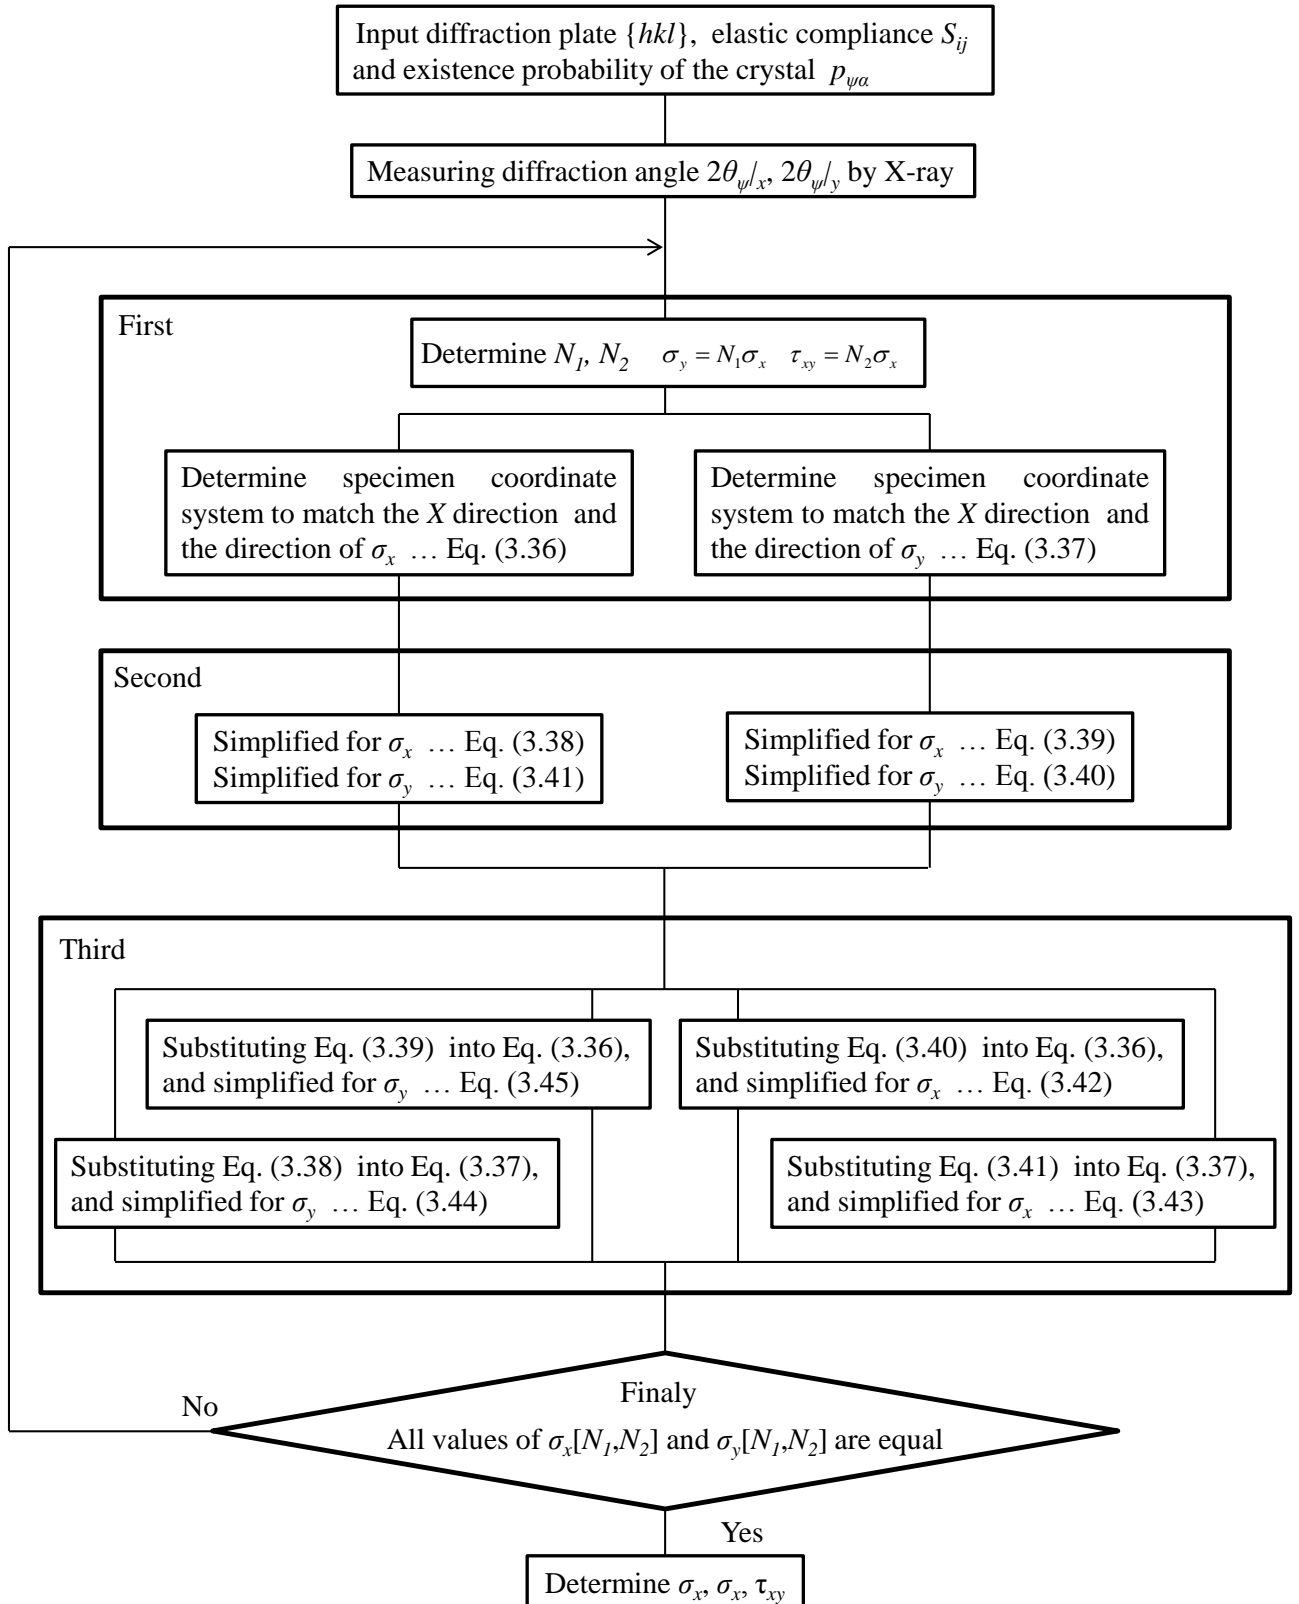 Input diffraction plate {hkl}, elastic compliance S_ij
and existence probability of the crystal p_ψα
Measuring diffraction angle 2θ_ψ/_x, 2θ_ψ/_y by X-ray
First
Determine N_1, N_2 σ_y = N_1σ_x τ_xy = N_2σ_x
Determine specimen coordinate
system to match the X direction and
the direction of σ_x … Eq. (3.36)
Determine specimen coordinate
system to match the X direction and
the direction of σ_y … Eq. (3.37)
Second
Simplified for σ_x … Eq. (3.38)
Simplified for σ_y … Eq. (3.41)
Simplified for σ_x … Eq. (3.39)
Simplified for σ_y … Eq. (3.40)
Third
Substituting Eq. (3.39) into Eq. (3.36),
and simplified for σ_y … Eq. (3.45)
Substituting Eq. (3.40) into Eq. (3.36),
and simplified for σ_x … Eq. (3.42)
Substituting Eq. (3.38) into Eq. (3.37),
and simplified for σ_y … Eq. (3.44)
Substituting Eq. (3.41) into Eq. (3.37),
and simplified for σ_x … Eq. (3.43)
No
Finaly
All values of σ_x[N_1,N_2] and σ_y[N_1,N_2] are equal
Yes
Determine σ_x, σ_x, τ_xy